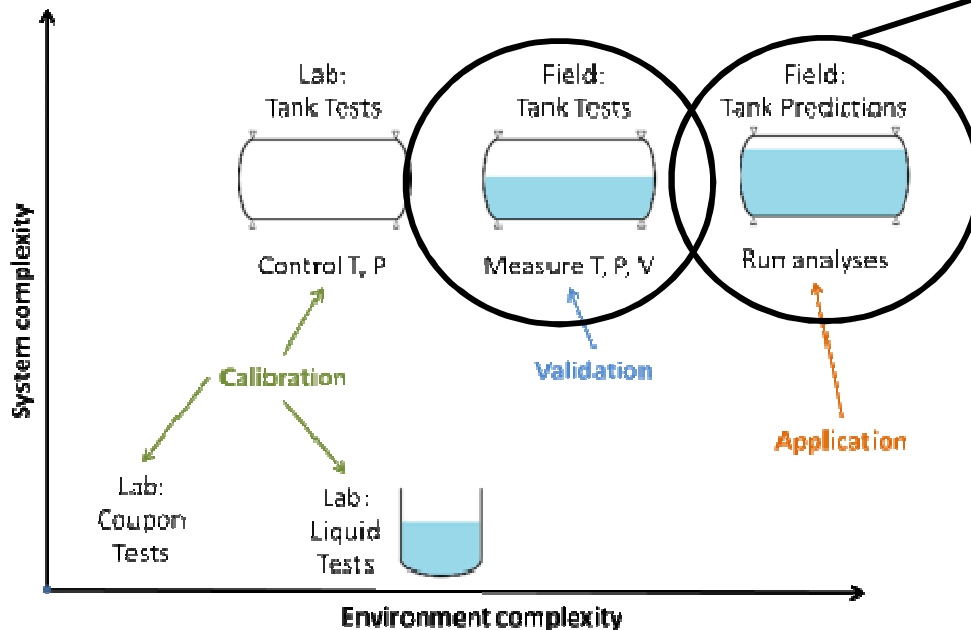 Lab:
Tank Tests
Field:
Tank Tests
Field:
Tank Predictions
Control T, P
Measure T, P, V
Run analyses
System complexity
Calibration
Validation
Application
Lab:
Coupon
Tests
Lab:
Liquid
Tests
Environment complexity